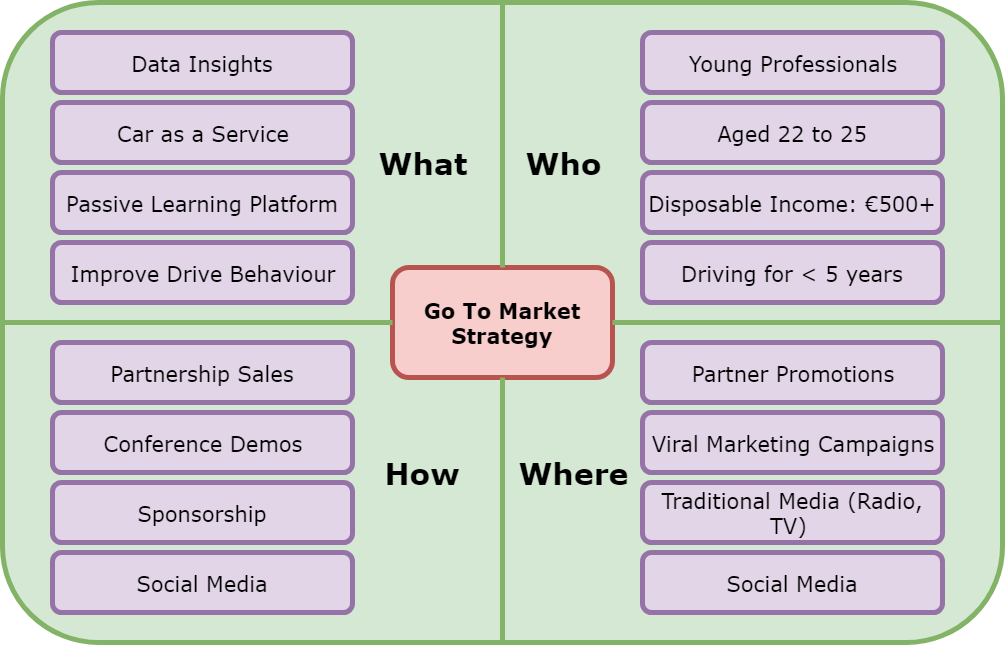 Data Insights
Car as a Service
Passive Learning Platform
Improve Drive Behaviour
What
Who
Young Professionals
Aged 22 to 25
Disposable Income: €500+
Driving for < 5 years
Go To Market
Strategy
Partnership Sales
Conference Demos
Sponsorship
Social Media
How
Where
Partner Promotions
Viral Marketing Campaigns
Traditional Media (Radio,
TV)
Social Media